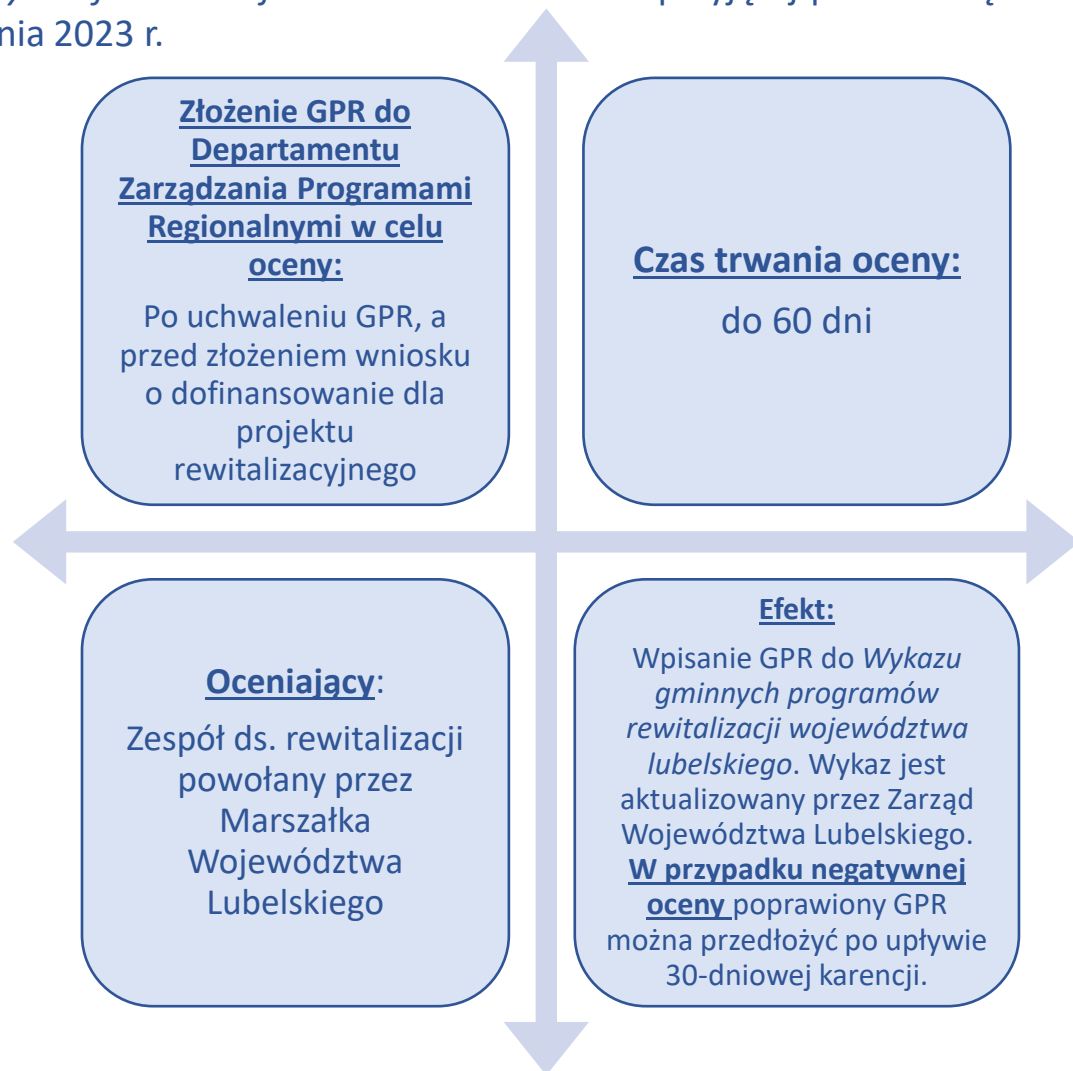 nia 2023 r.
Złożenie GPR do
Departamentu
Zarządzania Programami
Regionalnymi w celu
oceny:
Po uchwaleniu GPR, a
przed złożeniem wniosku
o dofinansowanie dla
projektu
rewitalizacyjnego
Czas trwania oceny:
do 60 dni
Oceniający:
Zespół ds. rewitalizacji
powołany przez
Marszałka
Województwa
Lubelskiego
Efekt:
Wpisanie GPR do Wykazu
gminnych programów
rewitalizacji województwa
lubelskiego. Wykaz jest
aktualizowany przez Zarząd
Województwa Lubelskiego.
W przypadku negatywnej
oceny poprawiony GPR
można przedłożyć po upływie
30-dniowej karencji.